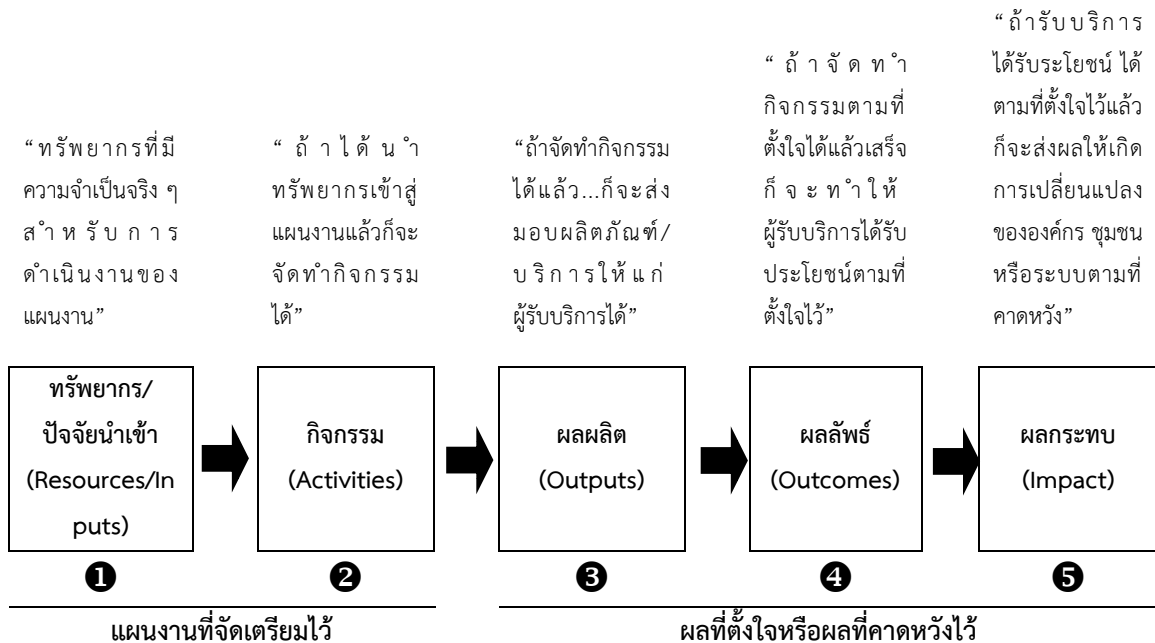 “ทรัพยากรที่มี
ความจำเป็นจริง ๆ
สำหรับการ
ดำเนินงานของ
แผนงาน”
“ถ้าได้นำ
ทรัพยากรเข้าสู่
แผนงานแล้วก็จะ
จัดทำกิจกรรม
ได้”
“ถ้าจัดทำกิจกรรม
ได้แล้ว...ก็จะส่ง
มอบผลิตภัณฑ์/
บริการให้แก่
ผู้รับบริการได้”
“ถ้าจัดทำ
กิจกรรมตามที่
ตั้งใจได้แล้วเสร็จ
ก็จะทำให้
ผู้รับบริการได้รับ
ประโยชน์ตามที่
ตั้งใจไว้”
“ถ้ารับบริการ
ได้รับระโยชน์ ได้
ตามที่ตั้งใจไว้แล้ว
ก็จะส่งผลให้เกิด
การเปลี่ยนแปลง
ขององค์กร ชุมชน
หรือระบบตามที่
คาดหวัง”
ทรัพยากร/
ปัจจัยนำเข้า
(Resources/In
puts)
กิจกรรม
(Activities)
ผลผลิต
(Outputs)
ผลลัพธ์
(Outcomes)
ผลกระทบ
(Impact)
❶ ❷ ❸ ❹ ❺
แผนงานที่จัดเตรียมไว้
ผลที่ตั้งใจหรือผลที่คาดหวังไว้